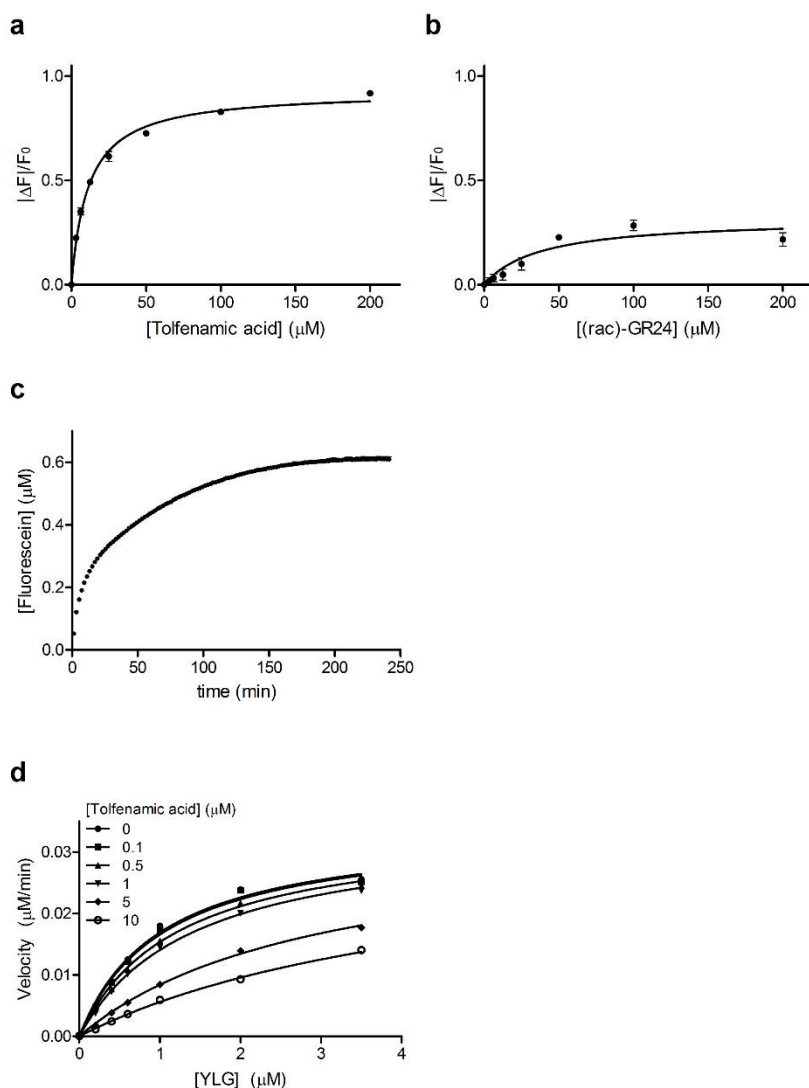 a
1.0
0.5
0.0
|ΔF|/F0
0 50 100 150 200
[Tolfenamic acid] (μM)
b
1.0
0.5
0.0
|ΔF|/F0
0 50 100 150 200
[(rac)-GR24] (μM)
c
0.6
0.4
0.2
0.0
[Fluorescein] (μM)
0 50 100 150 200 250
time (min)
d
[Tolfenamic acid] (μM)
0
0.1
0.5
1
5
10
0.03
0.02
0.01
0.00
Velocity (μM/min)
0 1 2 3 4
[YLG] (μM)